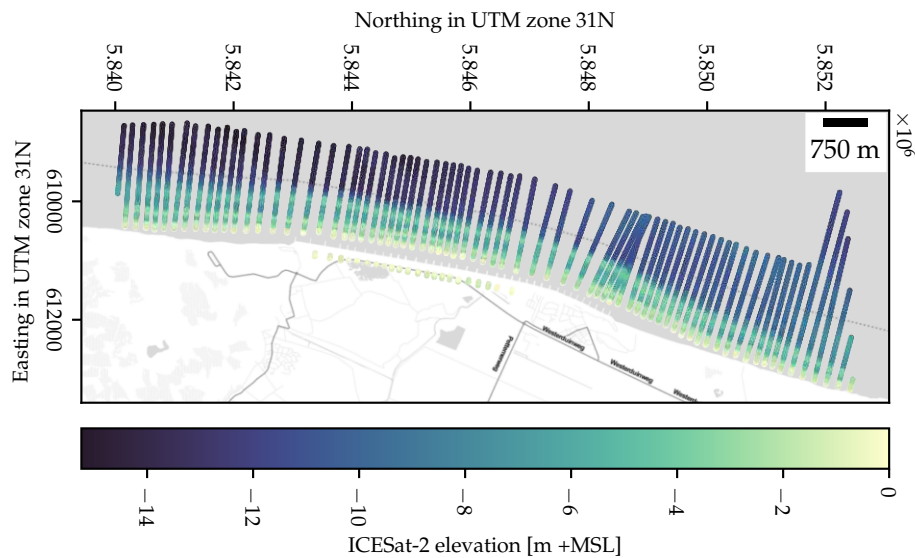 Northing in UTM zone 31N
5.840
5.842
5.844
5.846
5.848
5.850
5.852
×10⁶
750 m
Easting in UTM zone 31N
610000
612000
Westerduinweg
Westerduinweg
Westerd
Puttenerweg
−14
−12
−10
−8
−6
−4
−2
0
ICESat-2 elevation [m +MSL]